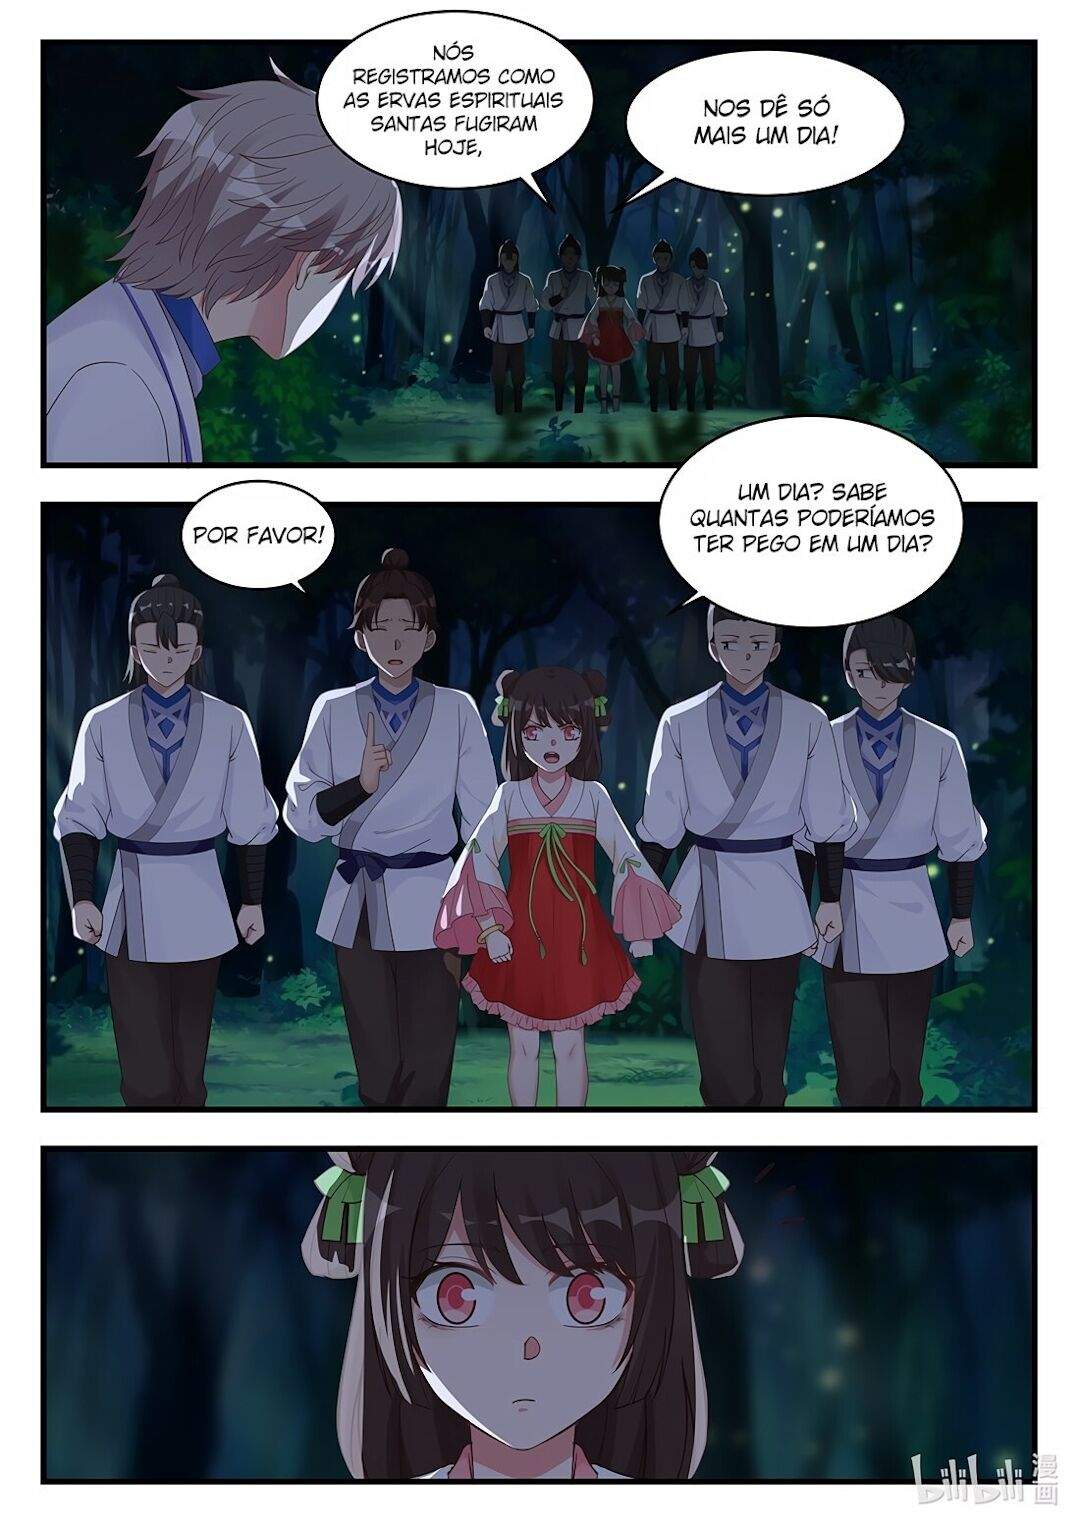 NÓS
REGISTRAMOS COMO
AS ERVAS ESPIRITUAIS
SANTAS FUGIRAM
HOJE,
NOS DÊ SÓ
MAIS UM DIA!
POR FAVOR!
UM DIA? SABE
QUANTAS PODERÍAMOS
TER PEGO EM UM DIA?
bilibili 漫画